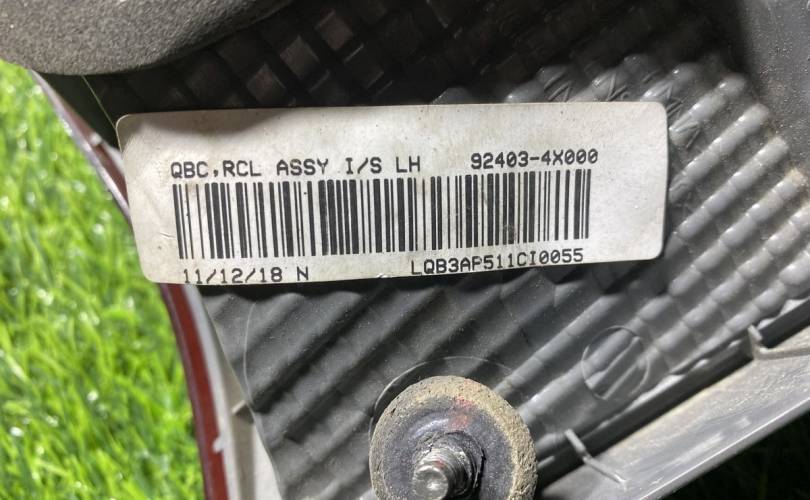 QBC,RCL ASSY I/S LH 92403-4X000
11/12/18 N LQB3AP511CI0055